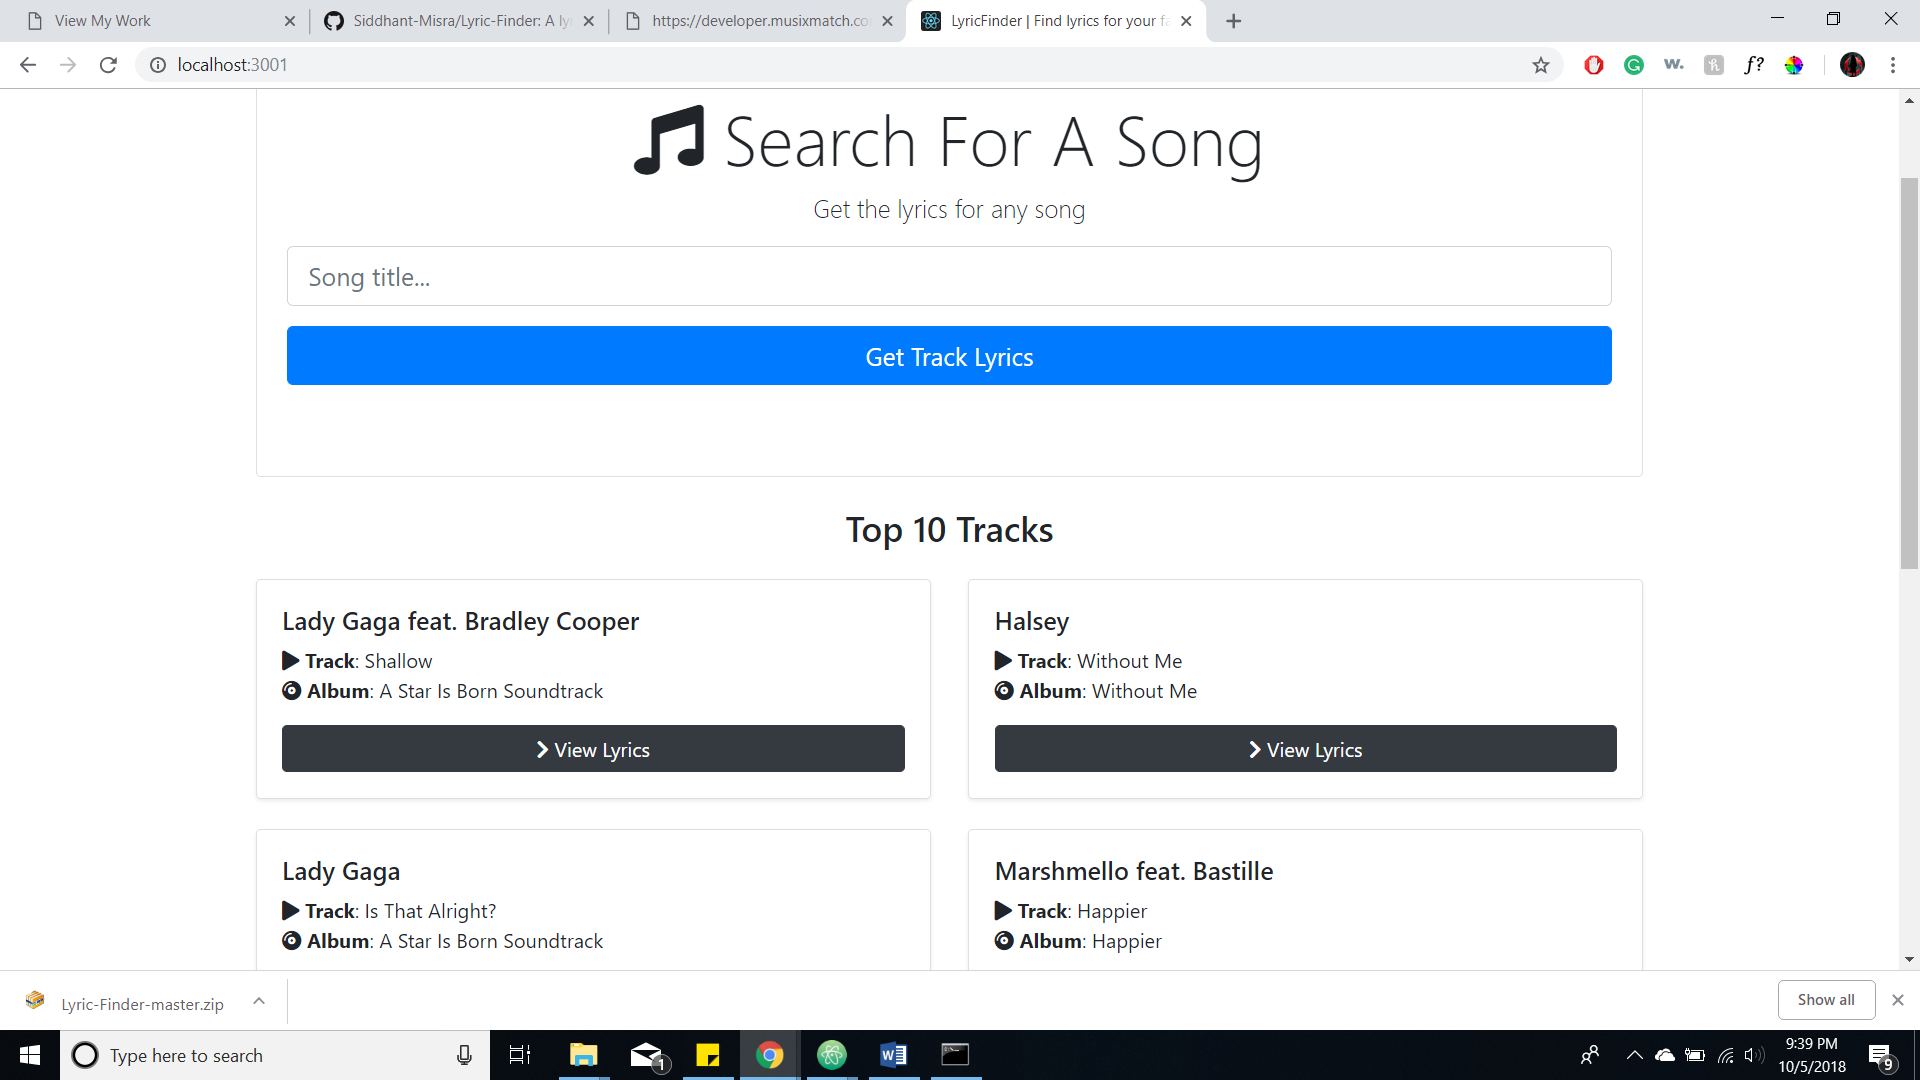 View My Work
Siddhant-Misra/Lyric-Finder: A ly
https://developer.musixmatch.co
LyricFinder | Find lyrics for your fa
localhost:3001
w.
h
f?
Search For A Song
Get the lyrics for any song
Song title...
Get Track Lyrics
Top 10 Tracks
Lady Gaga feat. Bradley Cooper
Track: Shallow
Album: A Star Is Born Soundtrack
View Lyrics
Halsey
Track: Without Me
Album: Without Me
View Lyrics
Lady Gaga
Track: Is That Alright?
Album: A Star Is Born Soundtrack
Marshmello feat. Bastille
Track: Happier
Album: Happier
Lyric-Finder-master.zip
Show all
Type here to search
1
9:39 PM
10/5/2018
9